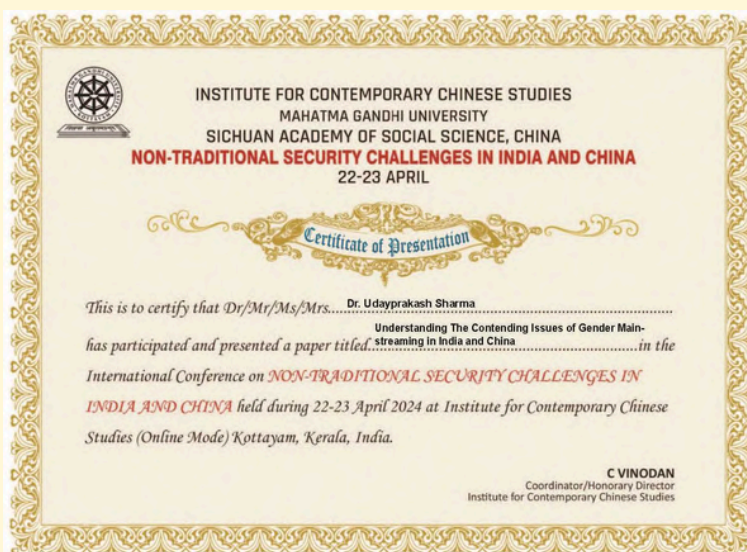 INSTITUTE FOR CONTEMPORARY CHINESE STUDIES
MAHATMA GANDHI UNIVERSITY
SICHUAN ACADEMY OF SOCIAL SCIENCE, CHINA
NON-TRADITIONAL SECURITY CHALLENGES IN INDIA AND CHINA
22-23 APRIL
Certificate of Presentation
This is to certify that Dr/Mr/Ms/Mrs.... Dr. Udayprakash Sharma
Understanding The Contending Issues of Gender Main-
has participated and presented a paper titled. streaming in India and China in the
International Conference on NON-TRADITIONAL SECURITY CHALLENGES IN
INDIA AND CHINA held during 22-23 April 2024 at Institute for Contemporary Chinese
Studies (Online Mode) Kottayam, Kerala, India.
C VINODAN
Coordinator/Honorary Director
Institute for Contemporary Chinese Studies